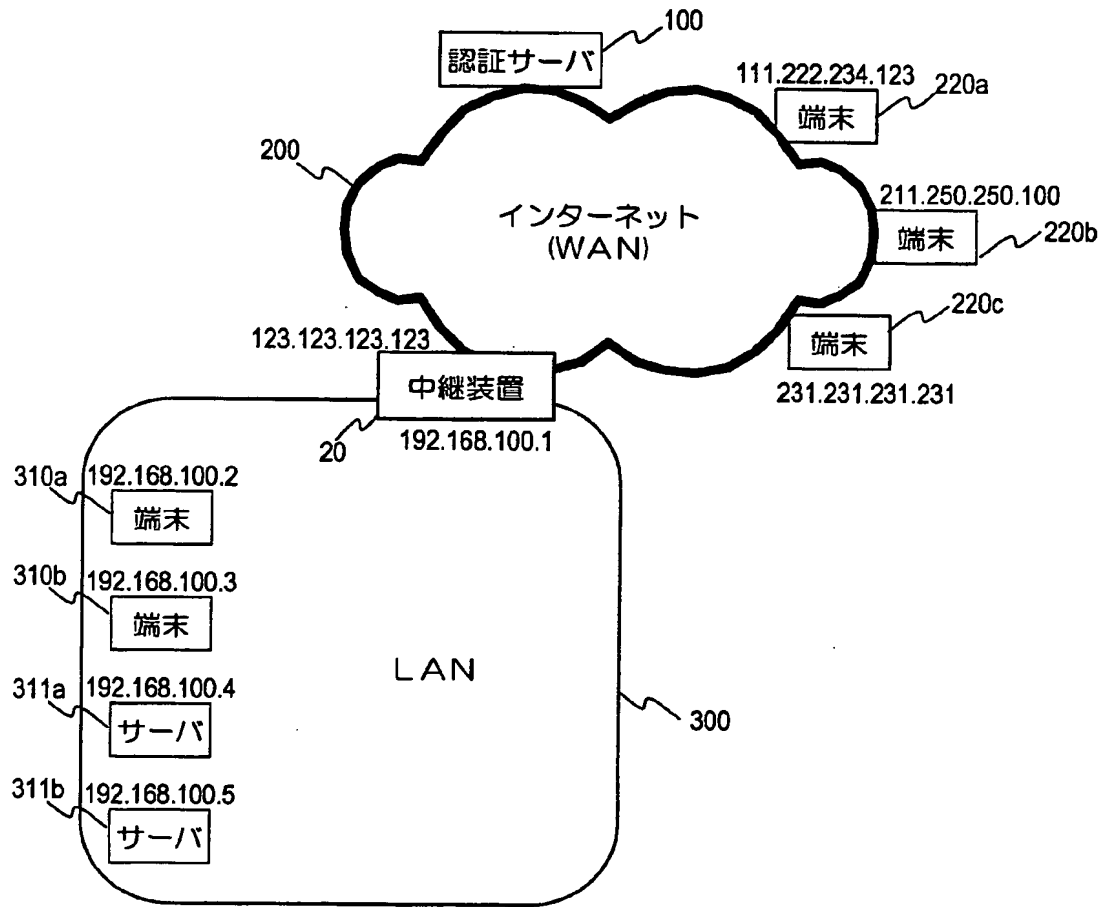 100
認証サーバ
111.222.234.123
220a
端末
200
211.250.250.100
インターネット
(WAN)
端末
220b
220c
123.123.123.123
端末
中継装置
231.231.231.231
20
192.168.100.1
310a
192.168.100.2
端末
310b
192.168.100.3
端末
LAN
311a
192.168.100.4
サーバ
300
311b
192.168.100.5
サーバ